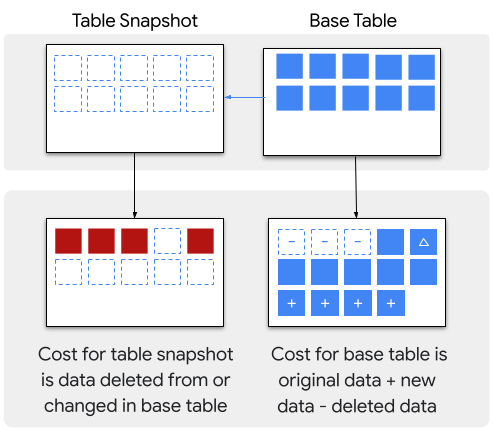 Table Snapshot
Base Table
- - - △
+ + + +
Cost for table snapshot
is data deleted from or
changed in base table
Cost for base table is
original data + new
data - deleted data